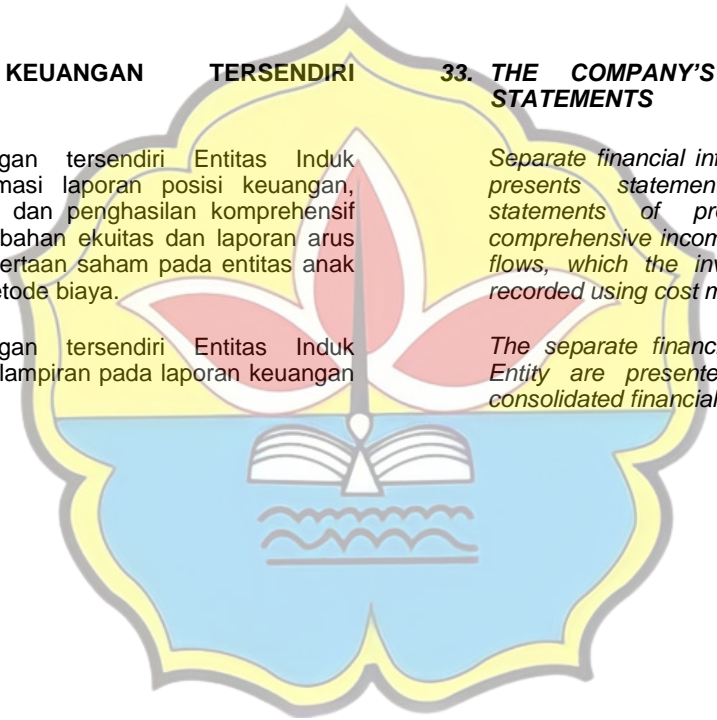 KEUANGAN TERSENDIRI
ngan tersendiri Entitas Induk
masi laporan posisi keuangan,
dan penghasilan komprehensif
bahan ekuitas dan laporan arus
ertaan saham pada entitas anak
etode biaya.
ngan tersendiri Entitas Induk
lampiran pada laporan keuangan
33. THE COMPANY'S
STATEMENTS
Separate financial inf
presents statemen
statements of pro
comprehensive incom
flows, which the inv
recorded using cost m
The separate financia
Entity are presente
consolidated financial